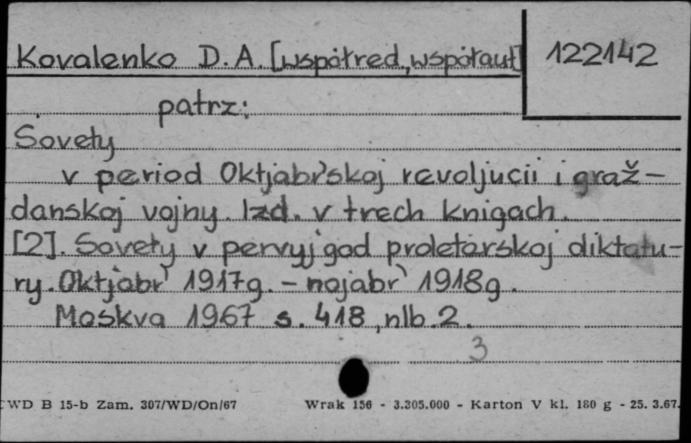 Kovalenko D.A. [współred., współaut] 122142
patrz:
Sovety
v period Oktjabŕskoj revoljucii i graž-
danskoj vojny. Izd. v trech knigach.
[2]. Sovety v pervyj god proletarskoj diktatu-
ry. Oktjabr' 1917g. – nojabr' 1918g.
Moskva 1967 s. 418, nlb. 2.
3
WD B 15-b Zam. 307/WD/On/67 Wrak 156 - 3.305.000 - Karton V kl. 180 g - 25. 3.67.